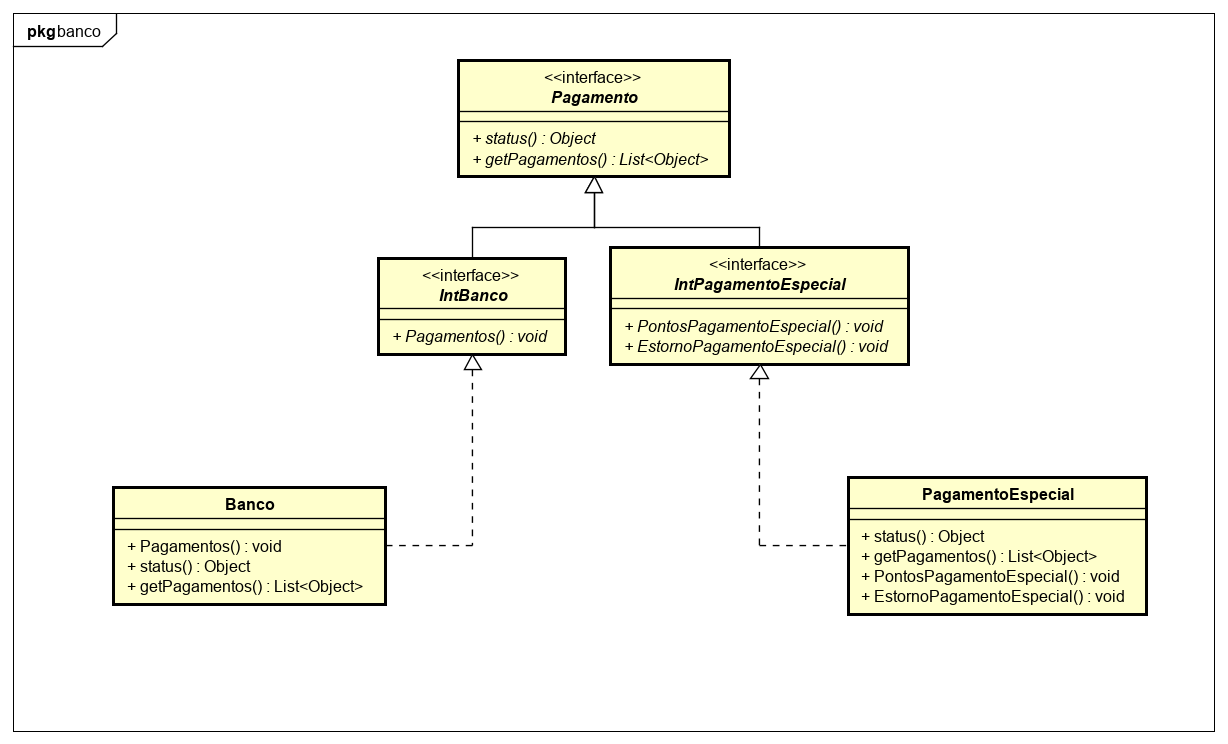 pkg banco
<<interface>>
Pagamento
+ status() : Object
+ getPagamentos() : List<Object>
<<interface>>
IntBanco
+ Pagamentos() : void
<<interface>>
IntPagamentoEspecial
+ PontosPagamentoEspecial() : void
+ EstornoPagamentoEspecial() : void
Banco
+ Pagamentos() : void
+ status() : Object
+ getPagamentos() : List<Object>
PagamentoEspecial
+ status() : Object
+ getPagamentos() : List<Object>
+ PontosPagamentoEspecial() : void
+ EstornoPagamentoEspecial() : void